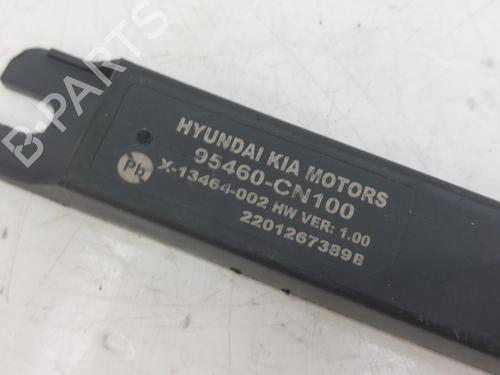 HYUNDAI KIA MOTORS
95460-CN100
Pb
X-13464-002 HW VER: 1.00
2201267389B
B-Parts